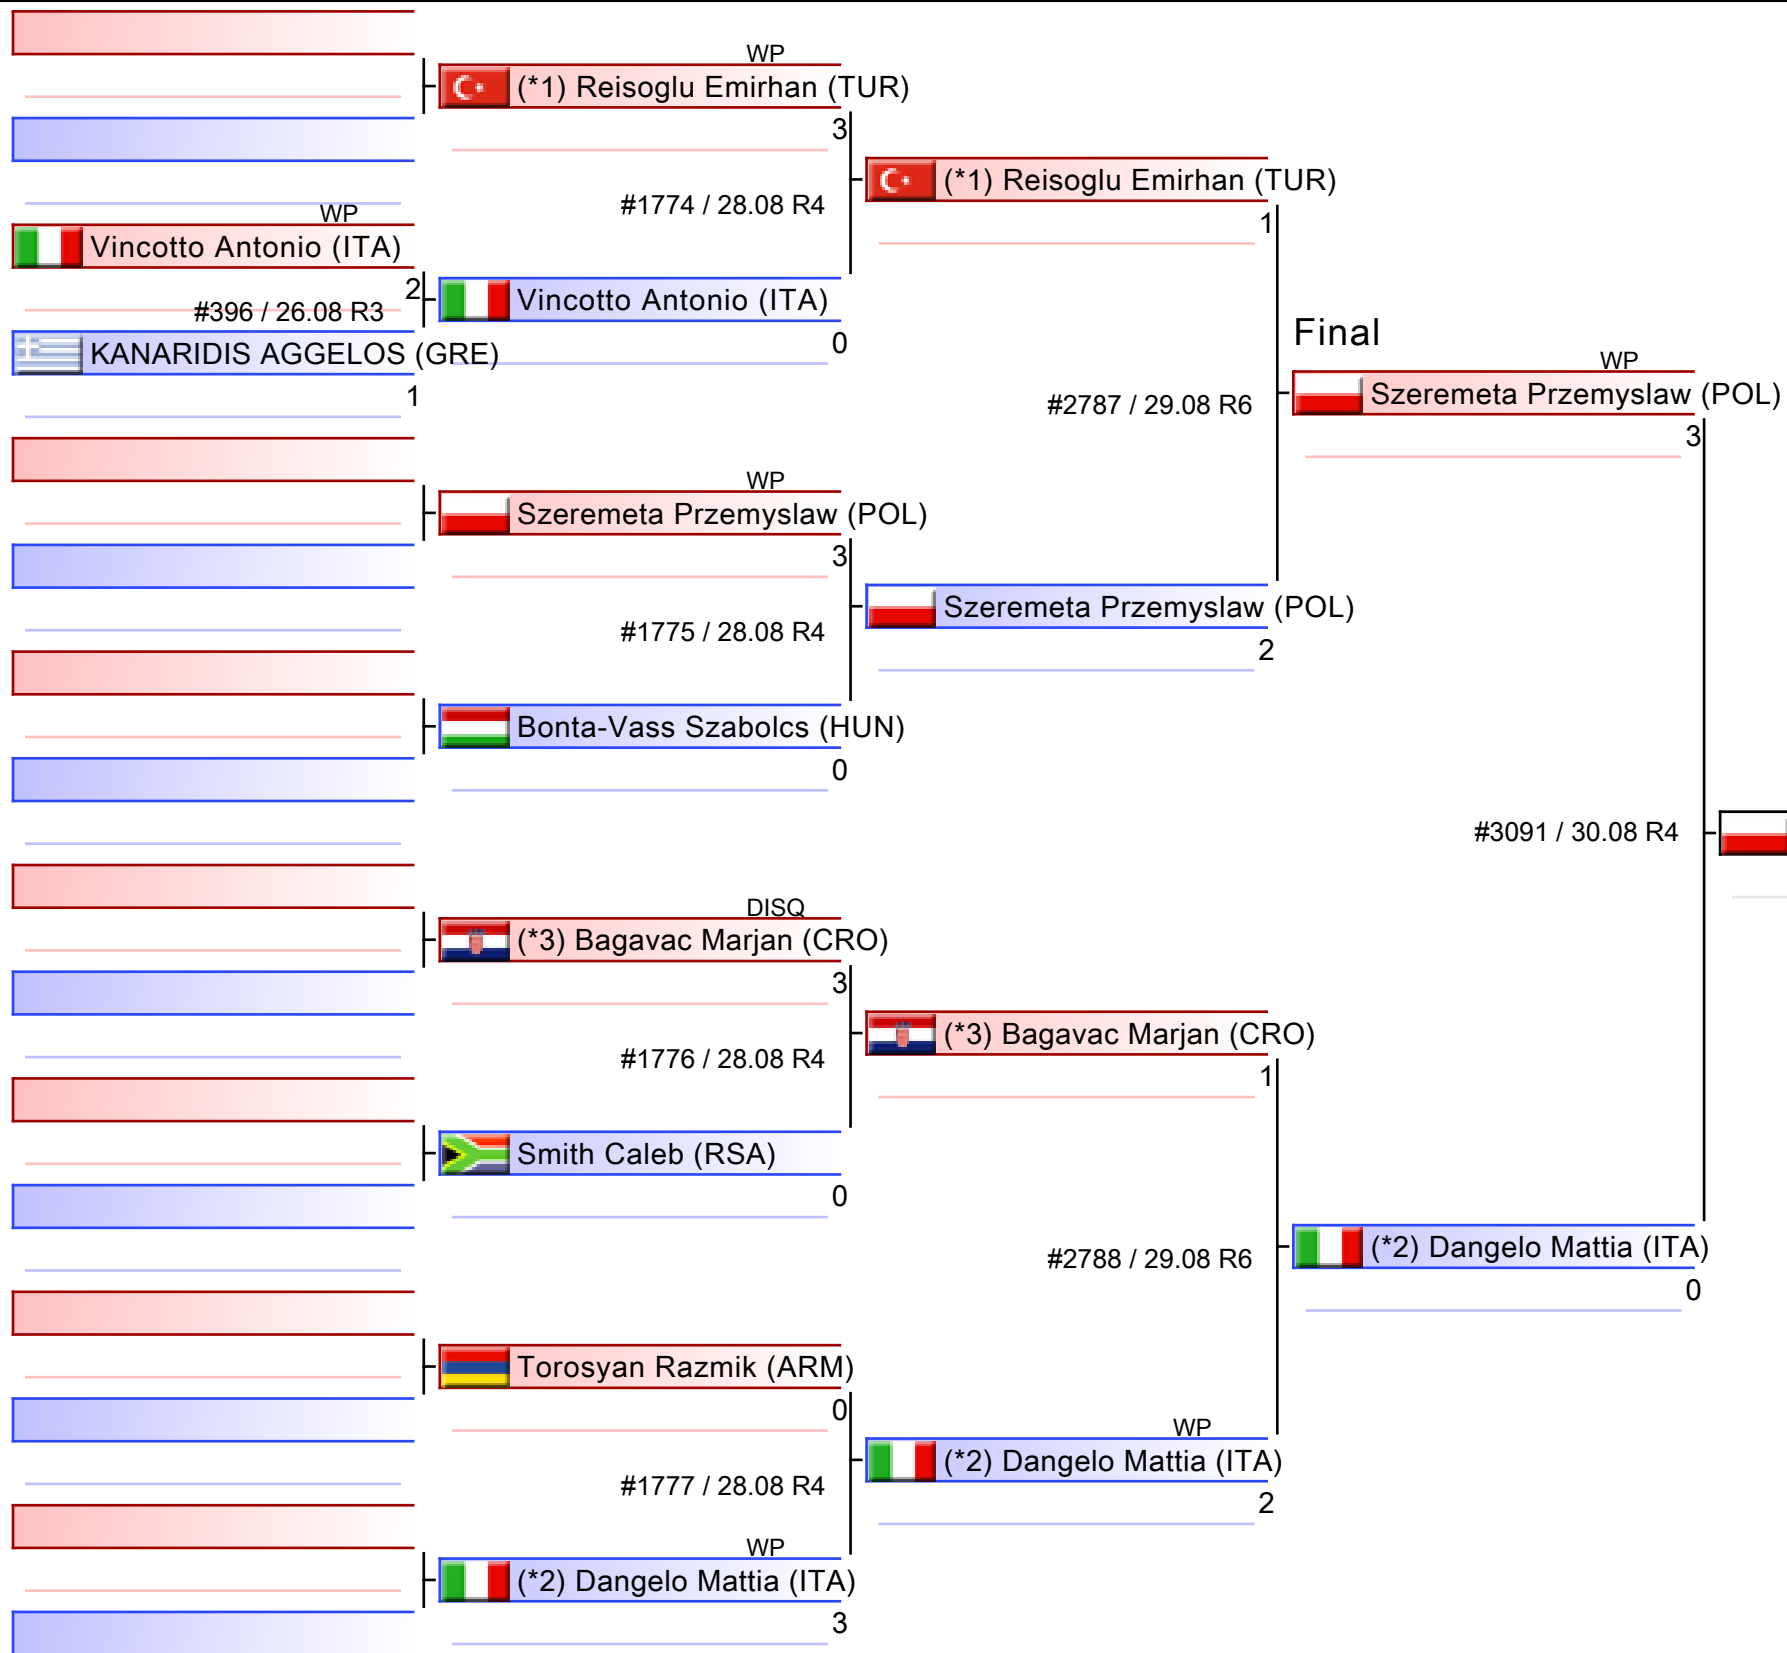 WP
(*1) Reisoglu Emirhan (TUR)
3
(*1) Reisoglu Emirhan (TUR)
#1774 / 28.08 R4
WP
1
Vincotto Antonio (ITA)
2
Vincotto Antonio (ITA)
#396 / 26.08 R3
Final
KANARIDIS AGGELOS (GRE)
0
WP
1
#2787 / 29.08 R6
Szeremeta Przemyslaw (POL)
3
WP
Szeremeta Przemyslaw (POL)
3
Szeremeta Przemyslaw (POL)
#1775 / 28.08 R4
2
Bonta-Vass Szabolcs (HUN)
0
#3091 / 30.08 R4
DISQ
(*3) Bagavac Marjan (CRO)
3
(*3) Bagavac Marjan (CRO)
#1776 / 28.08 R4
1
Smith Caleb (RSA)
0
#2788 / 29.08 R6
(*2) Dangelo Mattia (ITA)
0
Torosyan Razmik (ARM)
0
WP
(*2) Dangelo Mattia (ITA)
#1777 / 28.08 R4
2
WP
(*2) Dangelo Mattia (ITA)
3